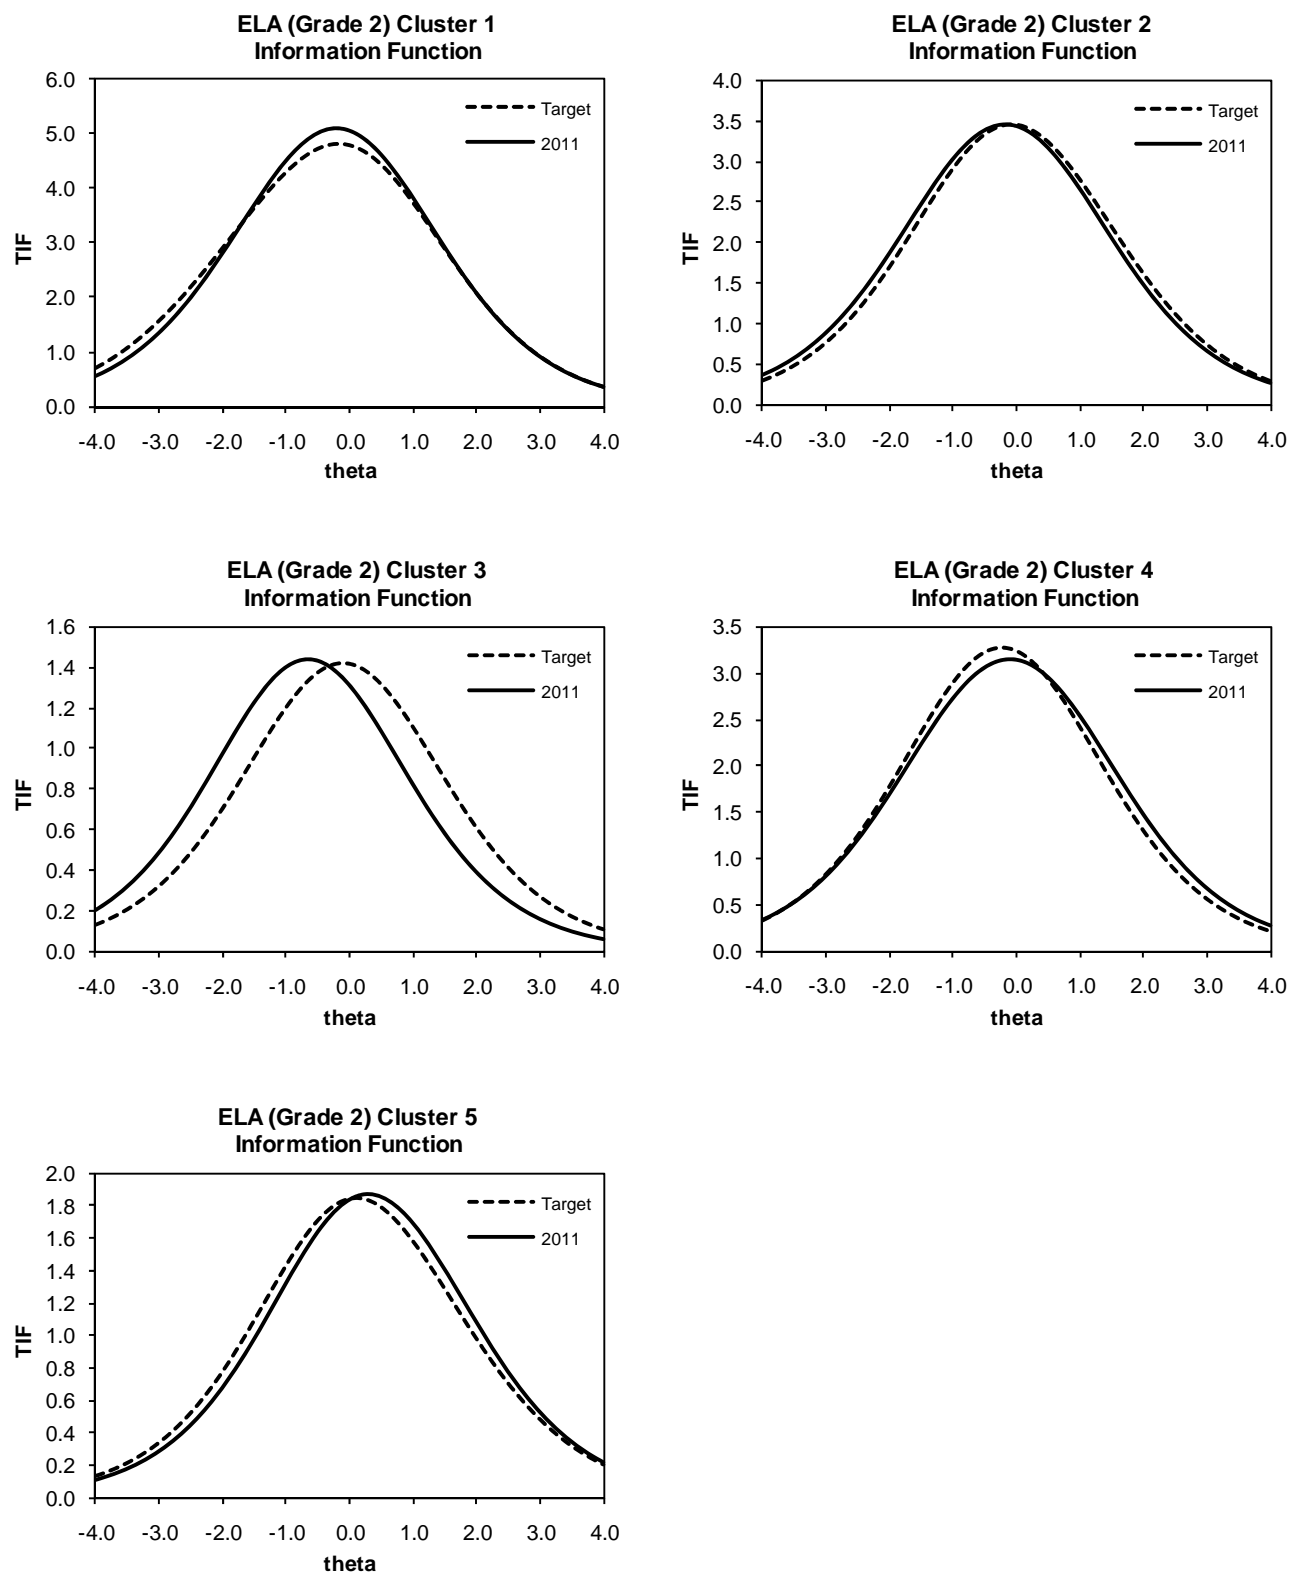 ELA (Grade 2) Cluster 1
Information Function
6.0
5.0
4.0
3.0
2.0
1.0
0.0
TIF
Target
2011
-4.0 -3.0 -2.0 -1.0 0.0 1.0 2.0 3.0 4.0
theta
ELA (Grade 2) Cluster 2
Information Function
4.0
3.5
3.0
2.5
2.0
1.5
1.0
0.5
0.0
TIF
Target
2011
-4.0 -3.0 -2.0 -1.0 0.0 1.0 2.0 3.0 4.0
theta
ELA (Grade 2) Cluster 3
Information Function
1.6
1.4
1.2
1.0
0.8
0.6
0.4
0.2
0.0
TIF
Target
2011
-4.0 -3.0 -2.0 -1.0 0.0 1.0 2.0 3.0 4.0
theta
ELA (Grade 2) Cluster 4
Information Function
3.5
3.0
2.5
2.0
1.5
1.0
0.5
0.0
TIF
Target
2011
-4.0 -3.0 -2.0 -1.0 0.0 1.0 2.0 3.0 4.0
theta
ELA (Grade 2) Cluster 5
Information Function
2.0
1.8
1.6
1.4
1.2
1.0
0.8
0.6
0.4
0.2
0.0
TIF
Target
2011
-4.0 -3.0 -2.0 -1.0 0.0 1.0 2.0 3.0 4.0
theta